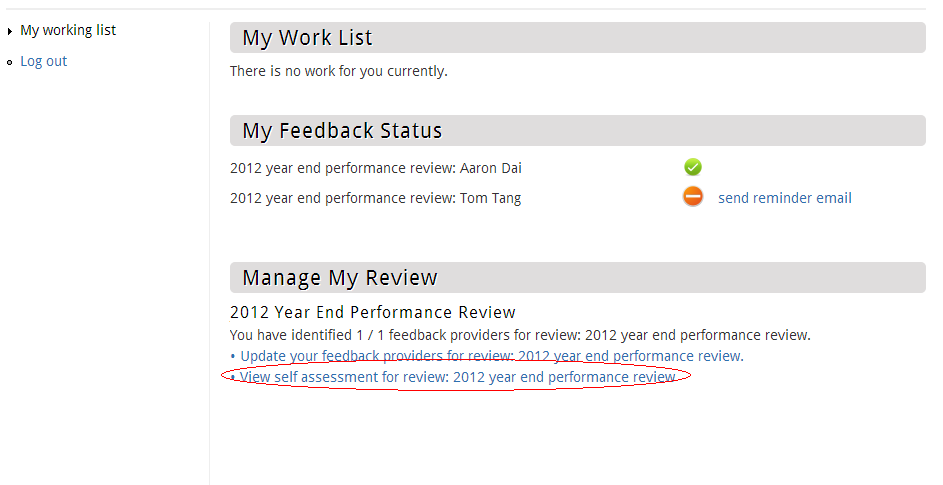 My working list
Log out
My Work List
There is no work for you currently.
My Feedback Status
2012 year end performance review: Aaron Dai
2012 year end performance review: Tom Tang send reminder email
Manage My Review
2012 Year End Performance Review
You have identified 1 / 1 feedback providers for review: 2012 year end performance review.
• Update your feedback providers for review: 2012 year end performance review.
• View self assessment for review: 2012 year end performance review